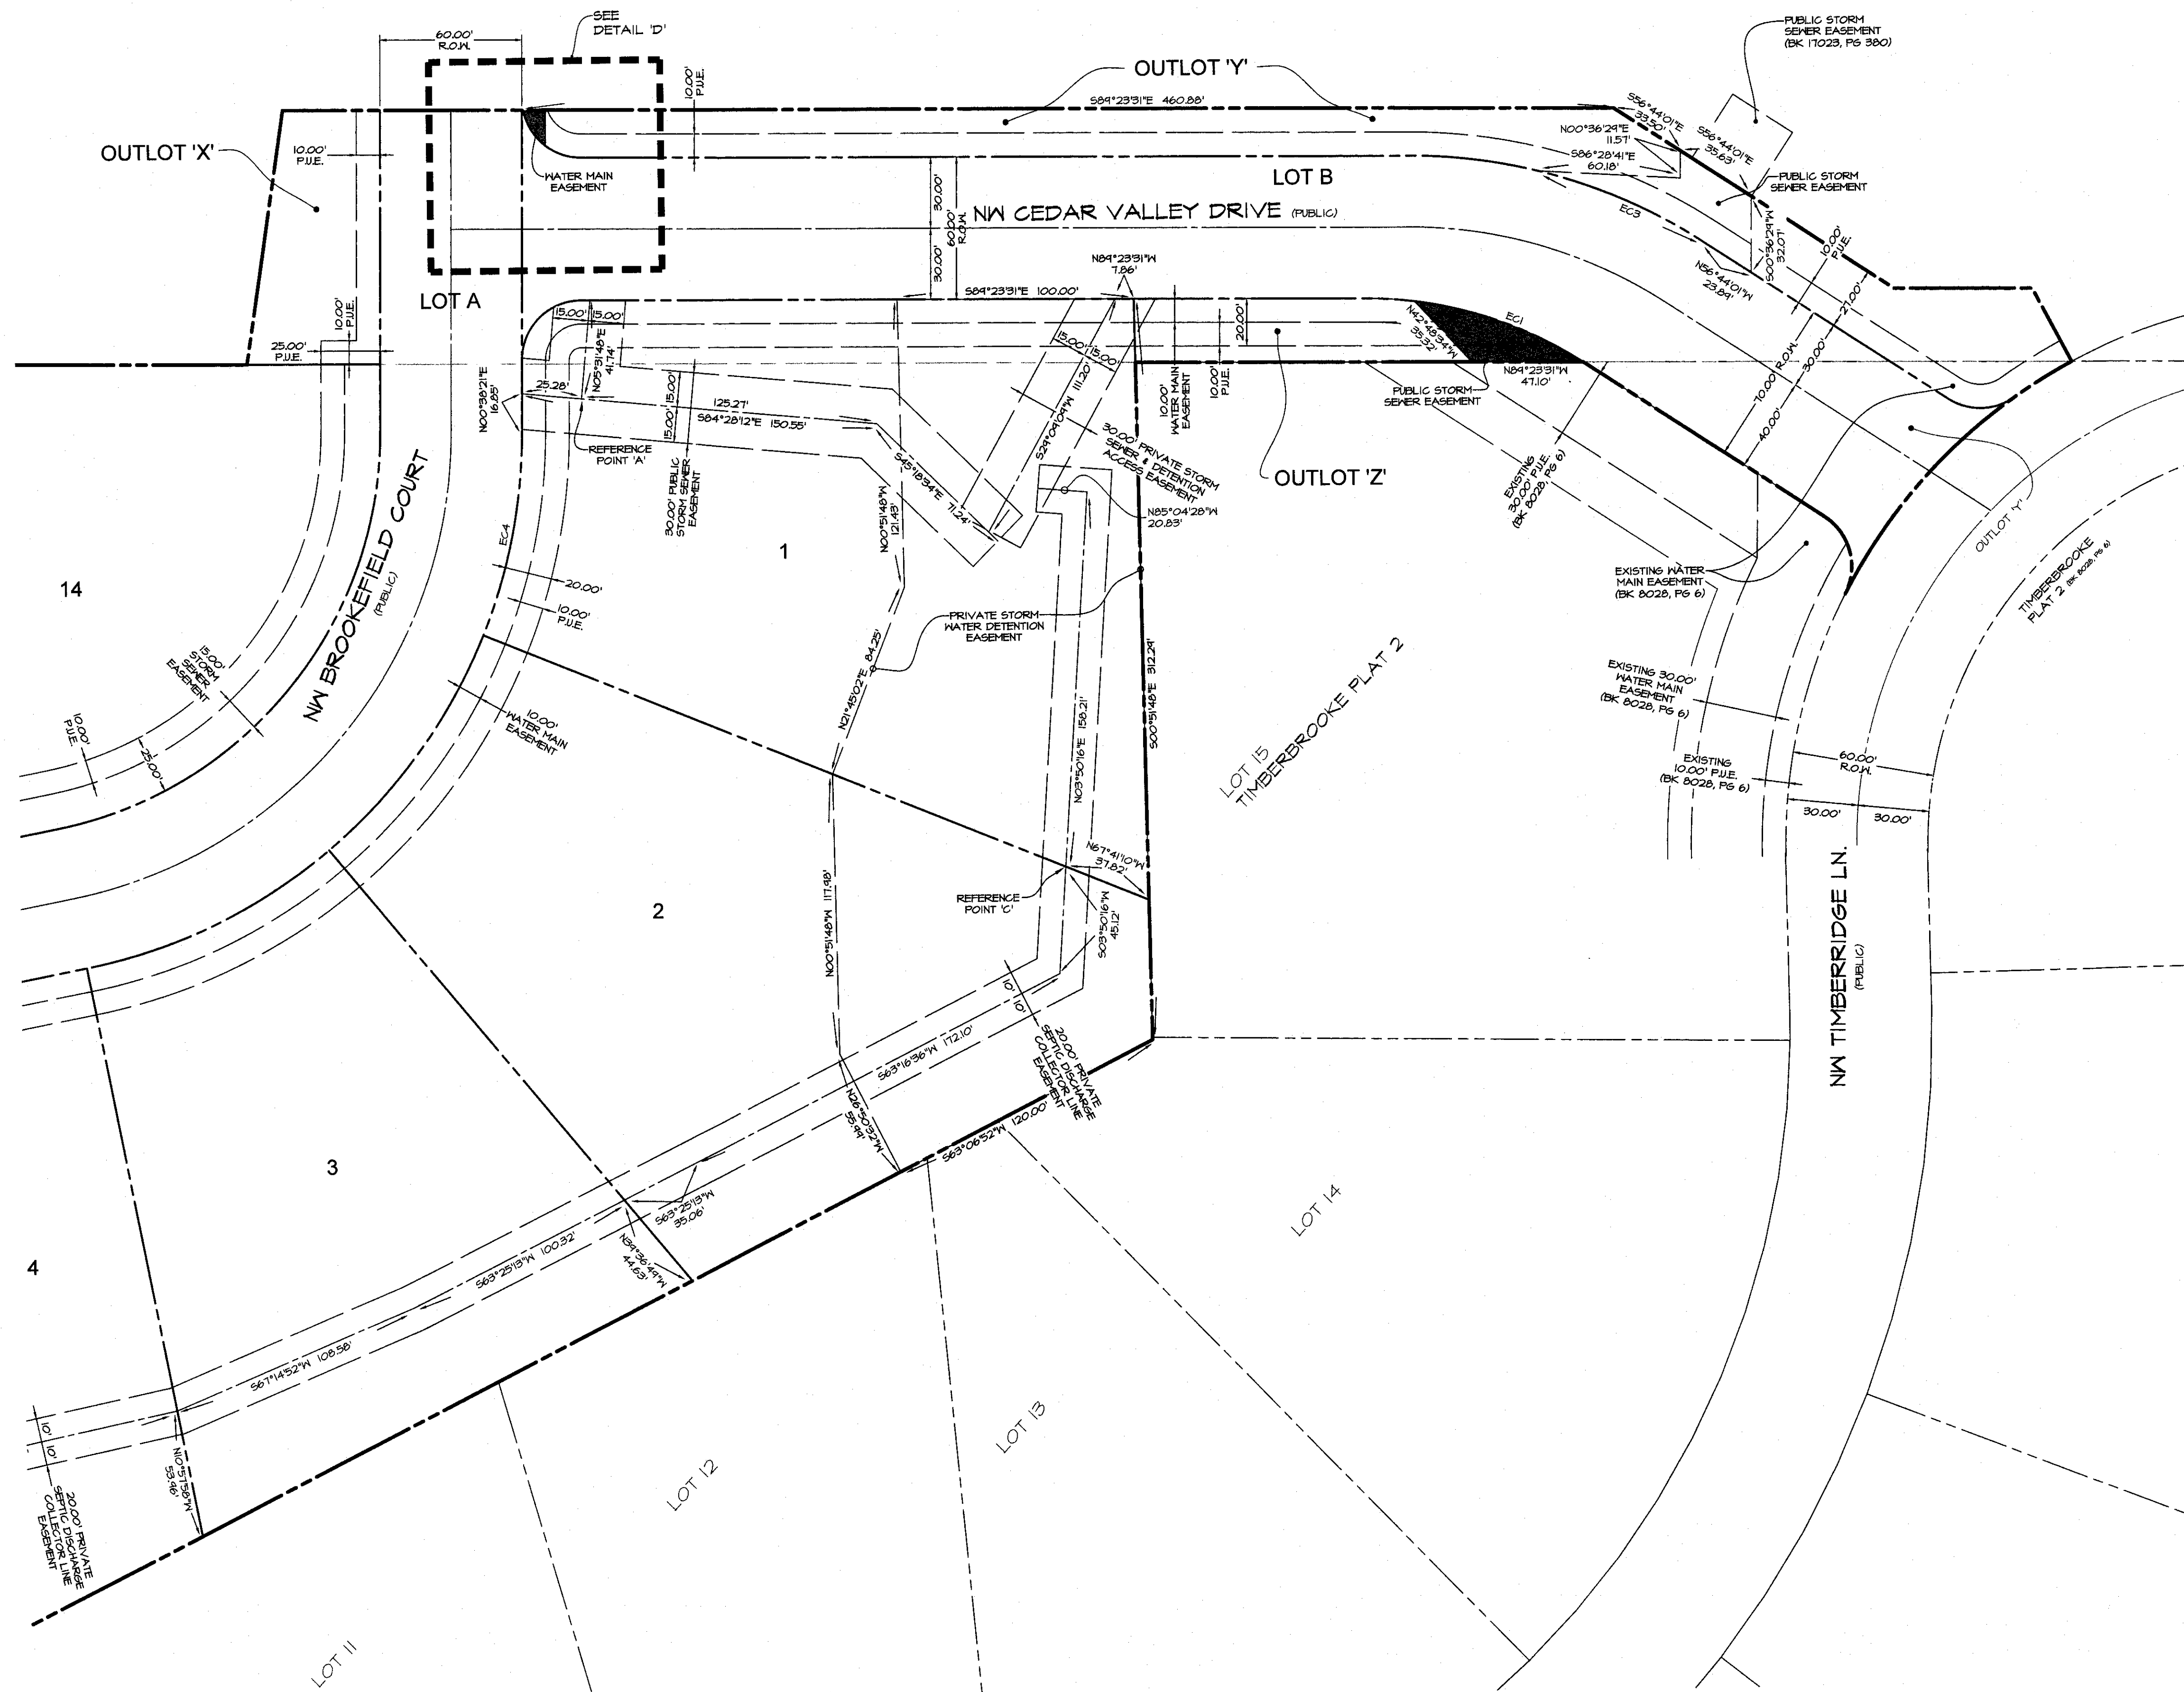 SEE
DETAIL 'D'
60.00'
R.O.W.
PUBLIC STORM
SEWER EASEMENT
(BK 17023, PG 380)
10.00'
P.U.E.
OUTLOT 'Y'
S89°23'31"E 460.88'
S56°44'01"E
33.50'
S56°44'01"E
35.63'
N00°36'29"E
11.57'
S86°28'41"E
60.18'
OUTLOT 'X'
10.00'
P.U.E.
WATER MAIN
EASEMENT
LOT B
PUBLIC STORM
SEWER EASEMENT
30.00'
60.00'
R.O.W.
30.00'
NW CEDAR VALLEY DRIVE (PUBLIC)
EC3
S00°36'29"W
32.07'
10.00'
P.U.E.
N56°44'01"W
23.89'
27.00'
N89°23'31"W
7.86'
LOT A
S89°23'31"E 100.00'
10.00'
P.U.E.
25.00'
P.U.E.
15.00'
15.00'
N05°31'48"E
41.74'
15.00'
15.00'
20.00'
N42°48'34"W
35.32'
EC1
70.00' R.O.W.
30.00'
40.00'
N89°23'31"W
47.10'
N00°38'21"E
16.85'
25.28'
125.27'
S84°28'12"E 150.55'
15.00'
15.00'
S29°09'09"W 111.20'
10.00'
WATER MAIN
EASEMENT
10.00'
P.U.E.
PUBLIC STORM
SEWER EASEMENT
REFERENCE
POINT 'A'
30.00' PUBLIC
STORM SEWER
EASEMENT
S45°18'34"E
71.24'
30.00' PRIVATE STORM
SEWER & DETENTION
ACCESS EASEMENT
OUTLOT 'Z'
EXISTING
30.00' P.U.E.
(BK 8028, PG 6)
N00°51'48"W
121.43'
N85°04'28"W
20.83'
OUTLOT 'Y'
TIMBERBROOKE
PLAT 2 (BK 8028, PG 6)
EC4
1
14
NW BROOKEFIELD COURT
(PUBLIC)
20.00'
10.00'
P.U.E.
EXISTING WATER
MAIN EASEMENT
(BK 8028, PG 6)
PRIVATE STORM
WATER DETENTION
EASEMENT
N21°45'02"E 84.25'
S00°51'48"E 312.29'
LOT 15
TIMBERBROOKE PLAT 2
15.00'
STORM
SEWER
EASEMENT
10.00'
P.U.E.
25.00'
10.00'
WATER MAIN
EASEMENT
N03°50'16"E 158.21'
EXISTING 30.00'
WATER MAIN
EASEMENT
(BK 8028, PG 6)
EXISTING
10.00' P.U.E.
(BK 8028, PG 6)
60.00'
R.O.W.
30.00'
30.00'
N67°41'10"W
37.82'
REFERENCE
POINT 'C'
S03°50'16"W
45.12'
2
N00°51'48"W 117.98'
NW TIMBERRIDGE LN.
(PUBLIC)
10'
10'
20.00' PRIVATE
SEPTIC DISCHARGE
COLLECTOR LINE
EASEMENT
S63°16'36"W 172.10'
N26°50'32"W
55.99'
S63°06'52"W 120.00'
3
S63°25'13"W
35.06'
N39°36'49"W
44.63'
S63°25'13"W 100.32'
LOT 14
4
S67°14'52"W 108.58'
10'
10'
N10°57'58"W
53.96'
20.00' PRIVATE
SEPTIC DISCHARGE
COLLECTOR LINE
EASEMENT
LOT 13
LOT 12
LOT 11